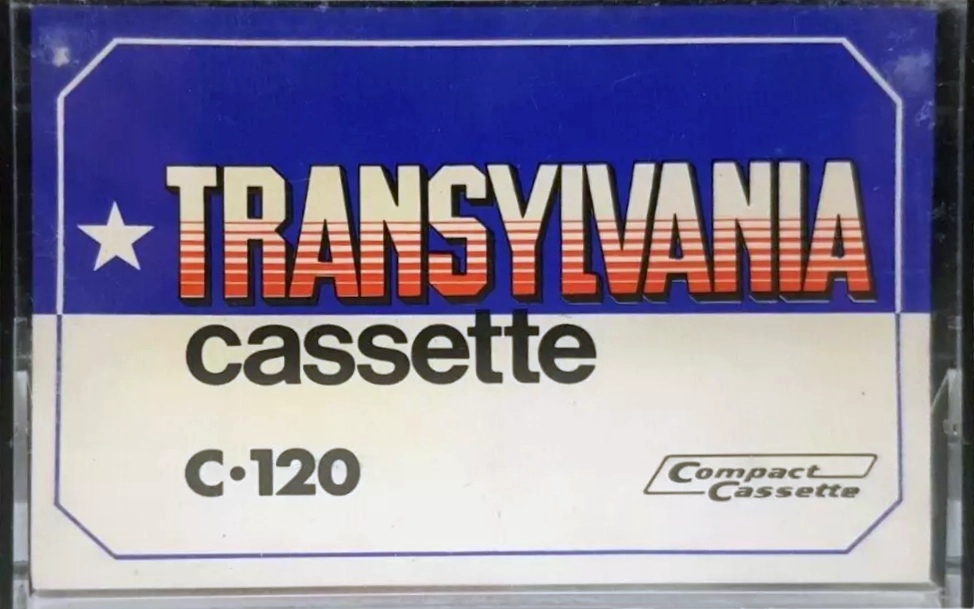 TRANSYLVANIA
cassette
C·120
Compact
Cassette